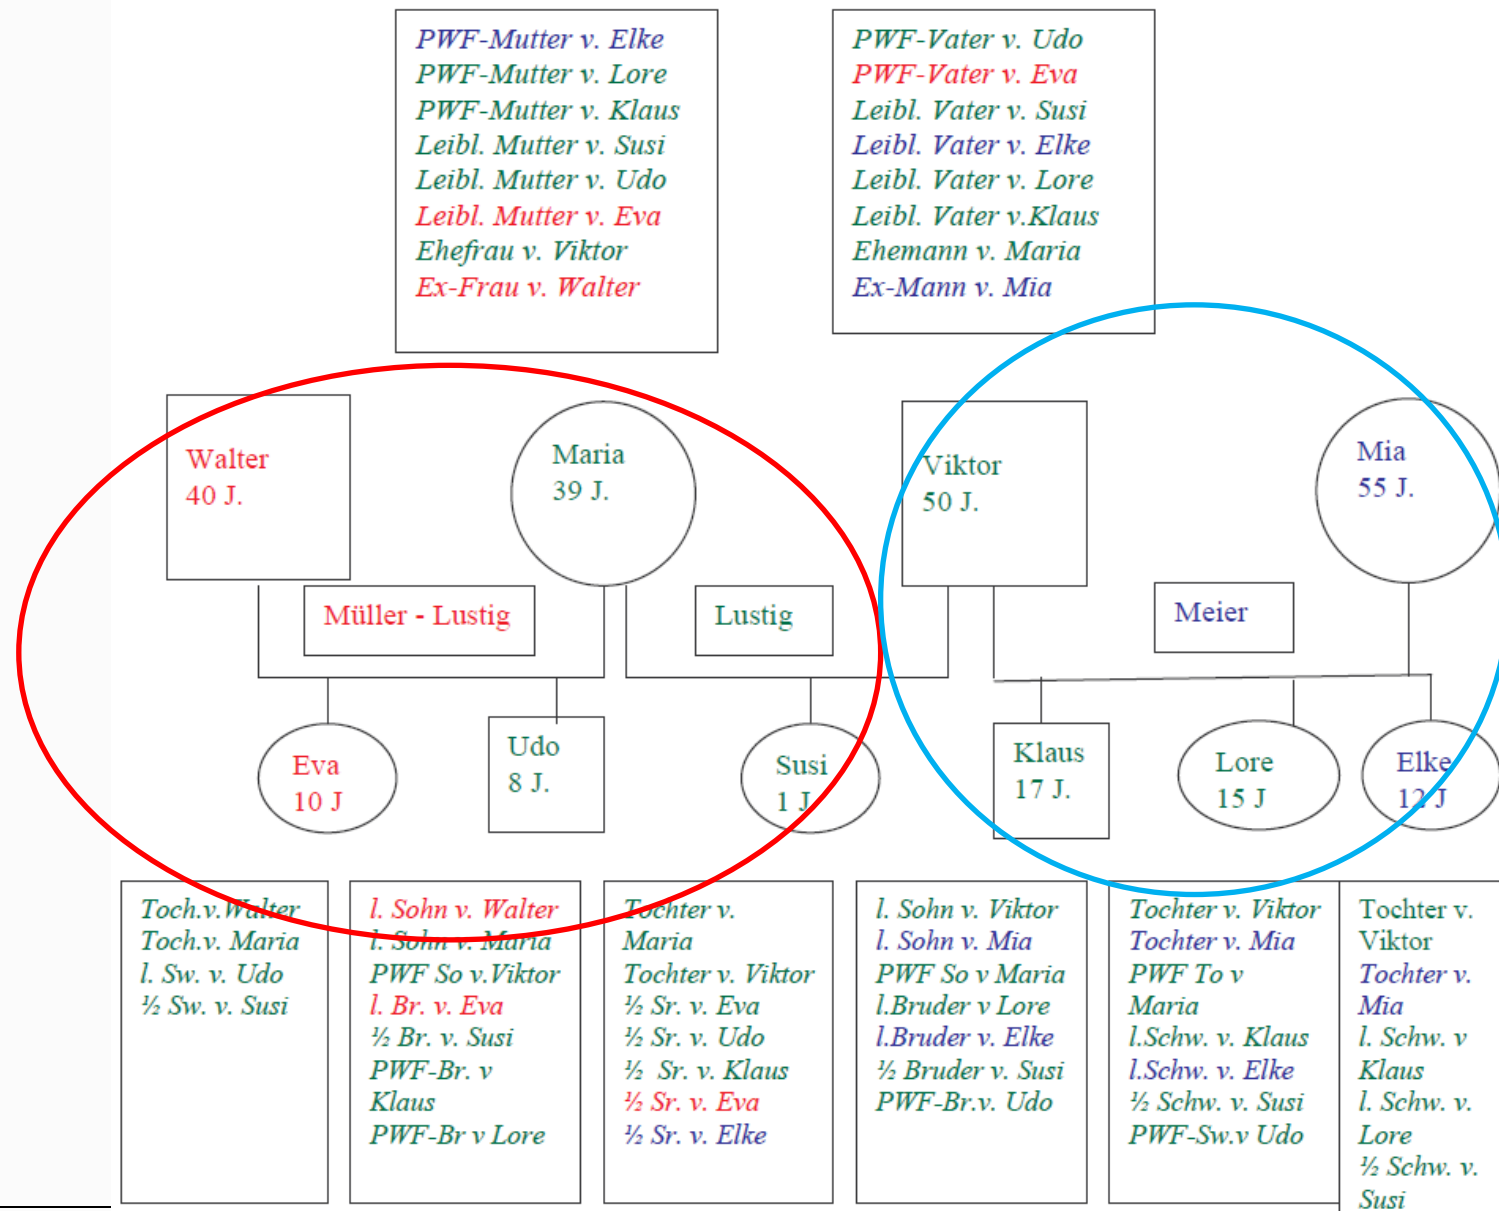 PWF-Mutter v. Elke
PWF-Mutter v. Lore
PWF-Mutter v. Klaus
Leibl. Mutter v. Susi
Leibl. Mutter v. Udo
Leibl. Mutter v. Eva
Ehefrau v. Viktor
Ex-Frau v. Walter
PWF-Vater v. Udo
PWF-Vater v. Eva
Leibl. Vater v. Susi
Leibl. Vater v. Elke
Leibl. Vater v. Lore
Leibl. Vater v.Klaus
Ehemann v. Maria
Ex-Mann v. Mia
Walter
40 J.
Maria
39 J.
Viktor
50 J.
Mia
55 J.
Müller - Lustig
Lustig
Meier
Eva
10 J
Udo
8 J.
Susi
1 J.
Klaus
17 J.
Lore
15 J
Elke
12 J
Toch.v.Walter
Toch.v. Maria
l. Sw. v. Udo
½ Sw. v. Susi
l. Sohn v. Walter
l. Sohn v. Maria
PWF So v.Viktor
l. Br. v. Eva
½ Br. v. Susi
PWF-Br. v
Klaus
PWF-Br v Lore
Tochter v.
Maria
Tochter v. Viktor
½ Sr. v. Eva
½ Sr. v. Udo
½  Sr. v. Klaus
½ Sr. v. Eva
½ Sr. v. Elke
l. Sohn v. Viktor
l. Sohn v. Mia
PWF So v Maria
l.Bruder v Lore
l.Bruder v. Elke
½ Bruder v. Susi
PWF-Br.v. Udo
Tochter v. Viktor
Tochter v. Mia
PWF To v
Maria
l.Schw. v. Klaus
l.Schw. v. Elke
½ Schw. v. Susi
PWF-Sw.v Udo
Tochter v.
Viktor
Tochter v.
Mia
l. Schw. v
Klaus
l. Schw. v.
Lore
½ Schw. v.
Susi